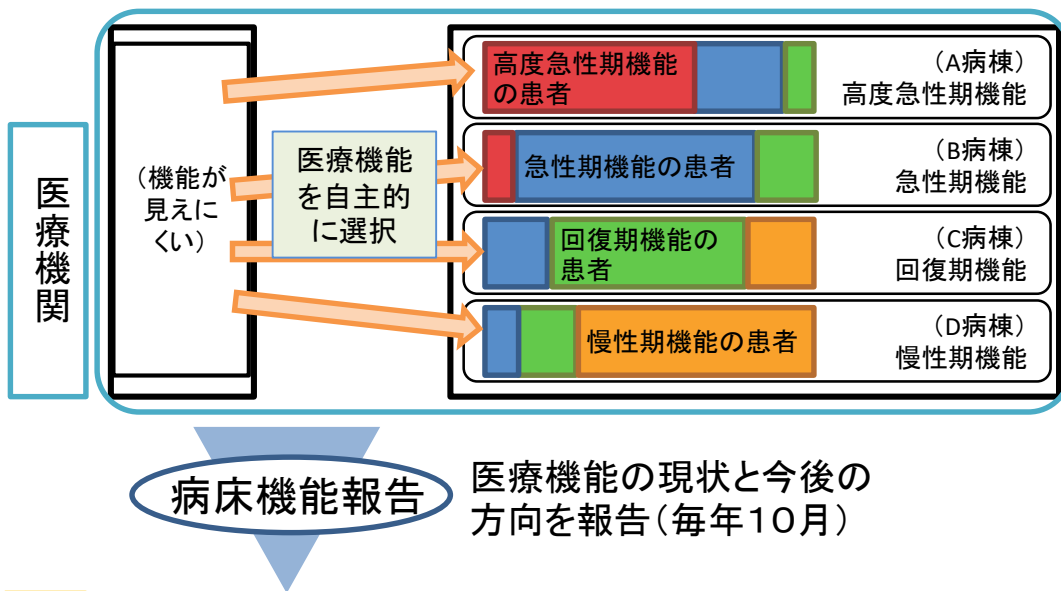 医療機関
(機能が
見えに
くい)
医療機能
を自主的
に選択
高度急性期機能
の患者
(A病棟)
高度急性期機能
急性期機能の患者
(B病棟)
急性期機能
回復期機能の
患者
(C病棟)
回復期機能
慢性期機能の患者
(D病棟)
慢性期機能
病床機能報告
医療機能の現状と今後の
方向を報告(毎年10月)